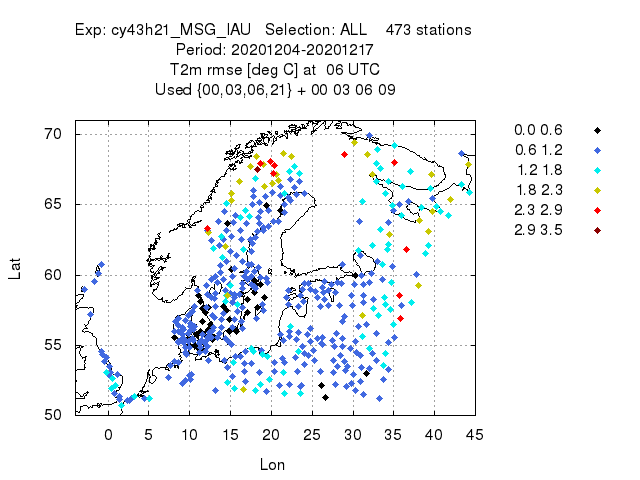 Exp: cy43h21_MSG_IAU   Selection: ALL    473 stations
Period: 20201204-20201217
T2m rmse [deg C] at  06 UTC
Used {00,03,06,21} + 00 03 06 09
70
65
60
55
50
Lat
0 5 10 15 20 25 30 35 40 45
Lon
0.0 0.6
0.6 1.2
1.2 1.8
1.8 2.3
2.3 2.9
2.9 3.5